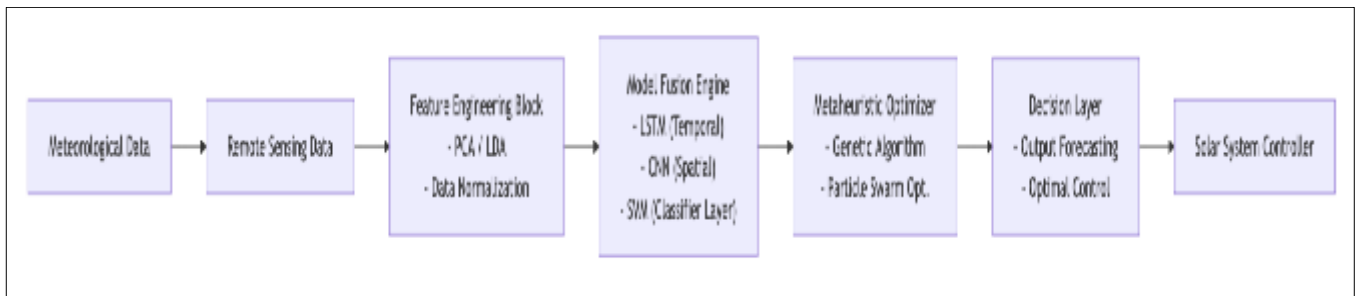 Meteorological Data
Remote Sensing Data
Feature Engineering Block
- PCA / LDA
- Data Normalization
Model Fusion Engine
- LSTM (Temporal)
- CNN (Spatial)
- SVM (Classifier Layer)
Metaheuristic Optimizer
- Genetic Algorithm
- Particle Swarm Opt.
Decision Layer
- Output Forecasting
- Optimal Control
Solar System Controller